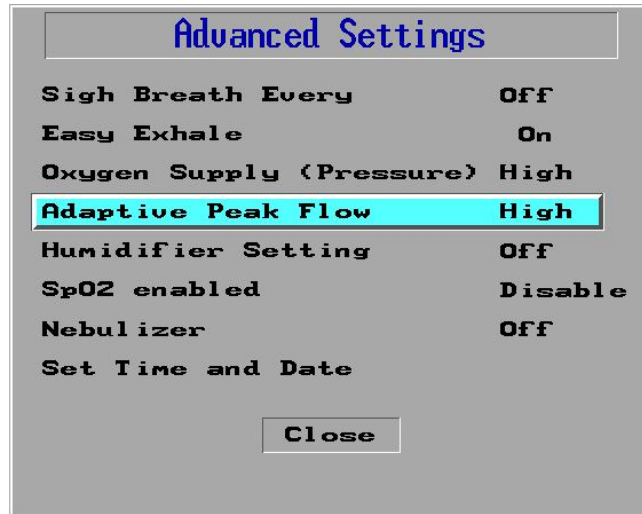 Advanced Settings
Sigh Breath Every Off
Easy Exhale On
Oxygen Supply (Pressure) High
Adaptive Peak Flow High
Humidifier Setting Off
SpO2 enabled Disable
Nebulizer Off
Set Time and Date
Close